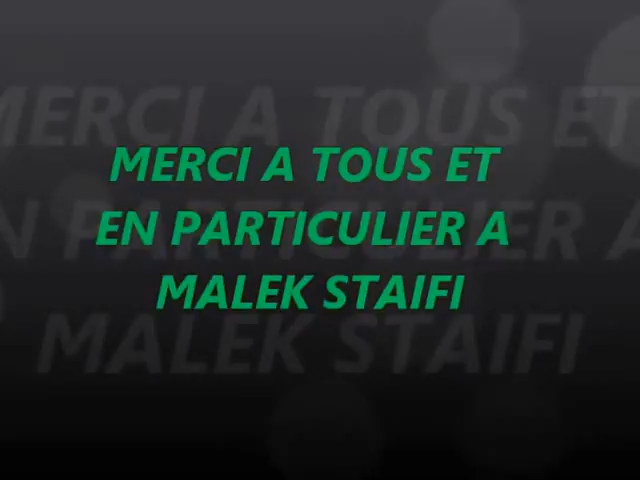 MERCI A TOUS ET
EN PARTICULIER A
MALEK STAIFI